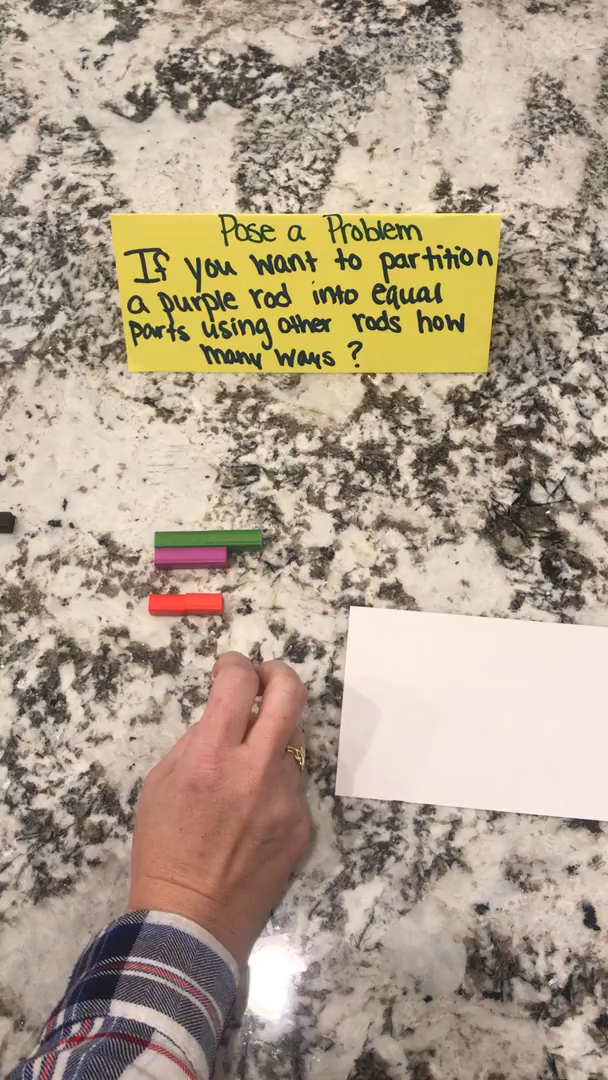 Pose a Problem
If you want to partition
a purple rod into equal
parts using other rods how
many ways?